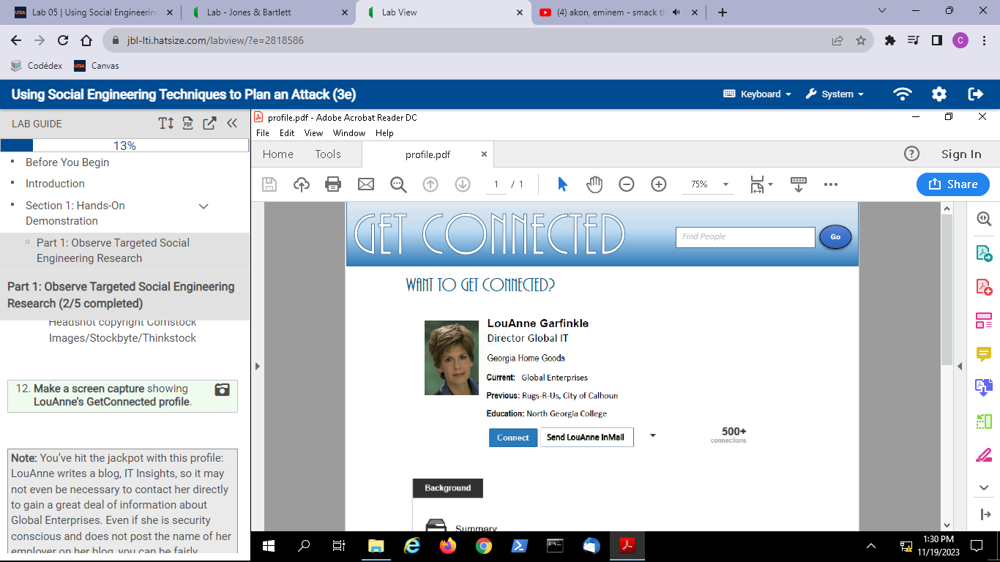 Lab 05 | Using Social Engineering
Lab - Jones & Bartlett
Lab View
(4) akon, eminem - smack th
jbl-lti.hatsize.com/labview/?e=2818586
C
Codédex
UTSA
Canvas
Using Social Engineering Techniques to Plan an Attack (3e)
Keyboard
System
LAB GUIDE
PDF
13%
Before You Begin
Introduction
Section 1: Hands-On
Demonstration
Part 1: Observe Targeted Social
Engineering Research
Part 1: Observe Targeted Social Engineering
Research (2/5 completed)
Headshot copyright Comstock
Images/Stockbyte/Thinkstock
12. Make a screen capture showing
LouAnne's GetConnected profile.
Note: You've hit the jackpot with this profile:
LouAnne writes a blog, IT Insights, so it may
not even be necessary to contact her directly
to gain a great deal of information about
Global Enterprises. Even if she is security
conscious and does not post the name of her
employer on her blog, you can be fairly
profile.pdf - Adobe Acrobat Reader DC
File Edit View Window Help
Home
Tools
profile.pdf
Sign In
1 / 1
75%
Share
GET CONNECTED
Find People
Go
WANT TO GET CONNECTED?
LouAnne Garfinkle
Director Global IT
Georgia Home Goods
Current: Global Enterprises
Previous: Rugs-R-Us, City of Calhoun
Education: North Georgia College
Connect
Send LouAnne InMail
500+
connections
Background
Summary
1:30 PM
11/19/2023